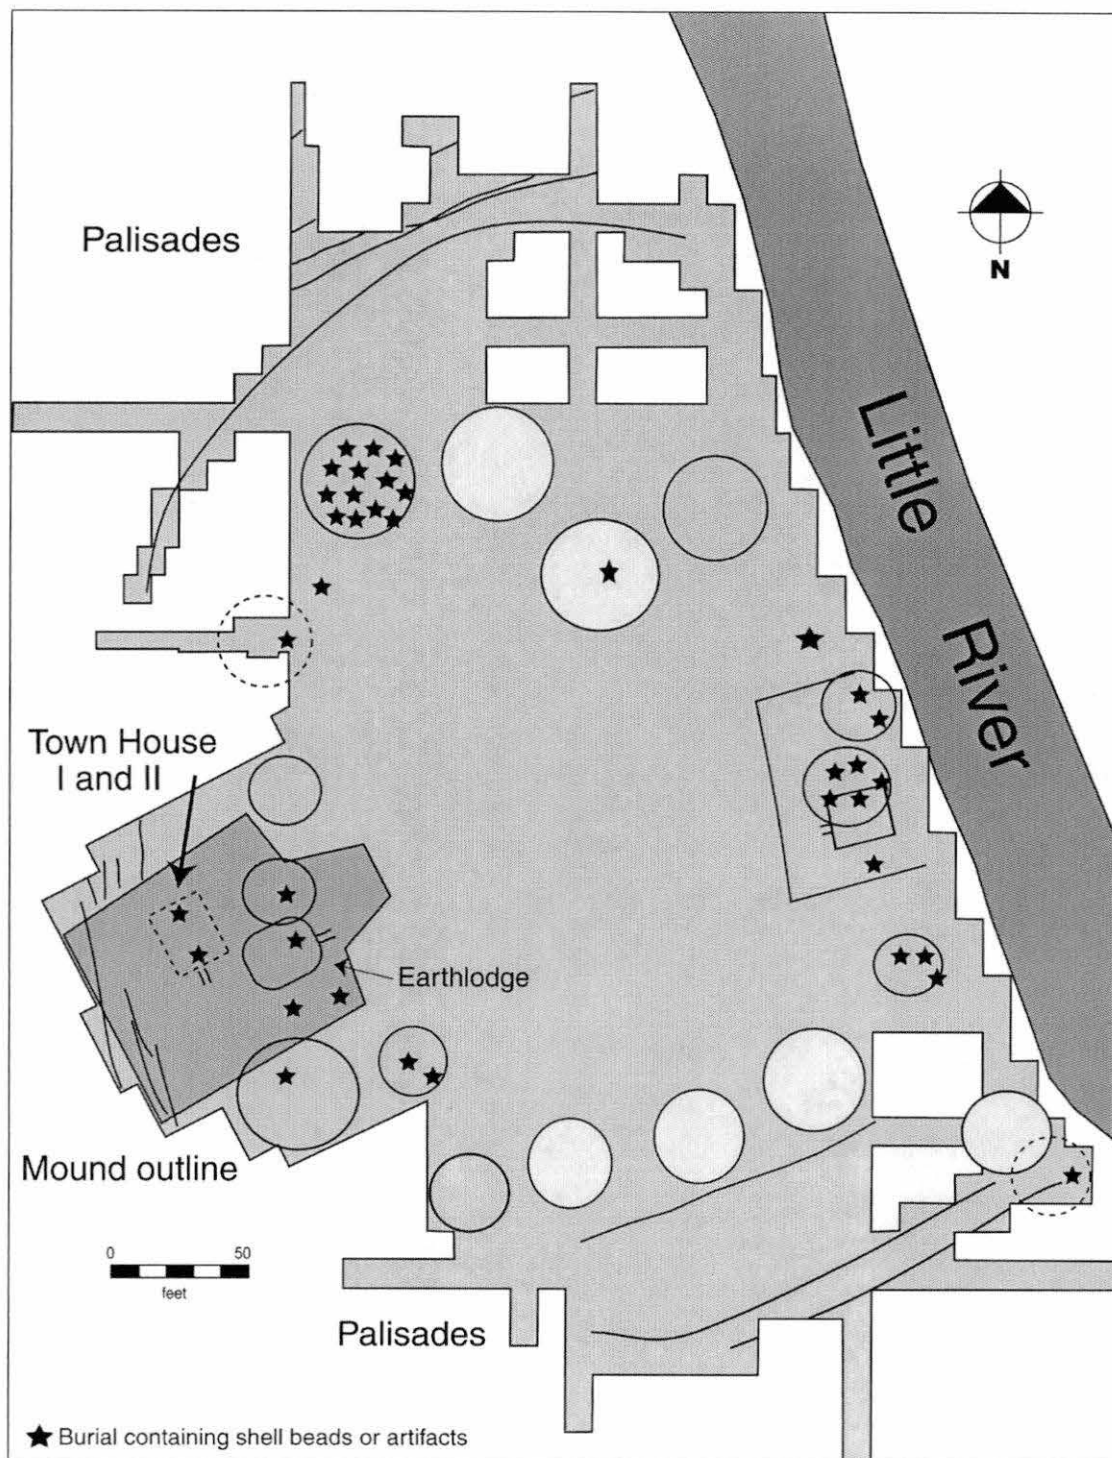 Palisades
N
Little
River
Town House
I and II
Earthlodge
Mound outline
0 50
feet
Palisades
Burial containing shell beads or artifacts